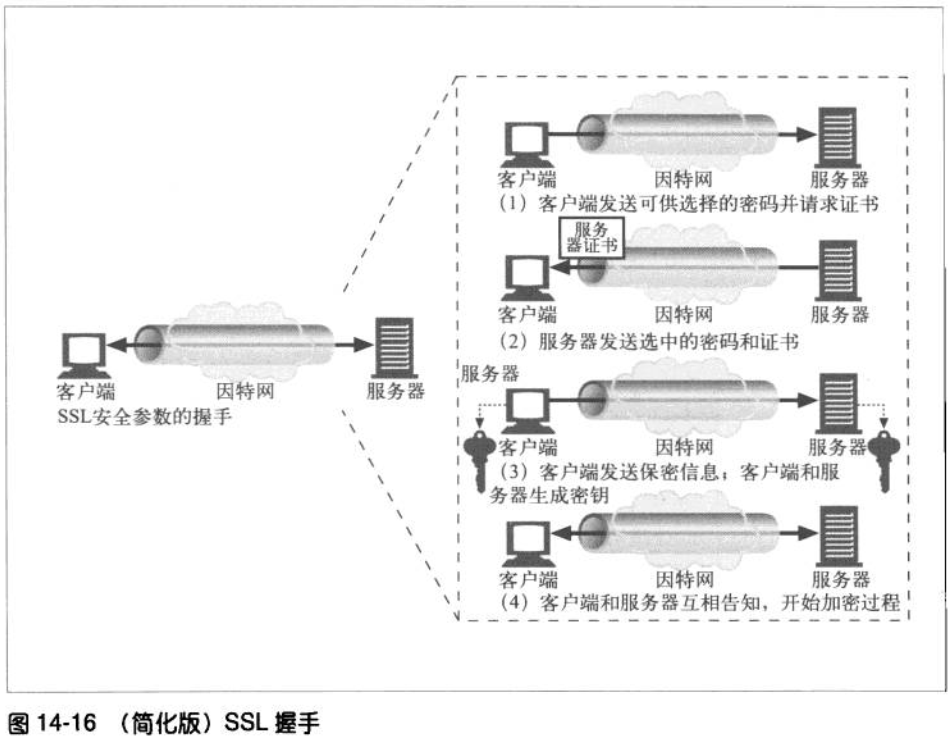 客户端
因特网
服务器
(1) 客户端发送可供选择的密码并请求证书
服务
器证书
客户端
因特网
服务器
(2) 服务器发送选中的密码和证书
客户端
因特网
服务器
SSL安全参数的握手
服务器
客户端
因特网
服务器
(3) 客户端发送保密信息；客户端和服
务器生成密钥
客户端
因特网
服务器
(4) 客户端和服务器互相告知，开始加密过程
图 14-16 （简化版）SSL 握手